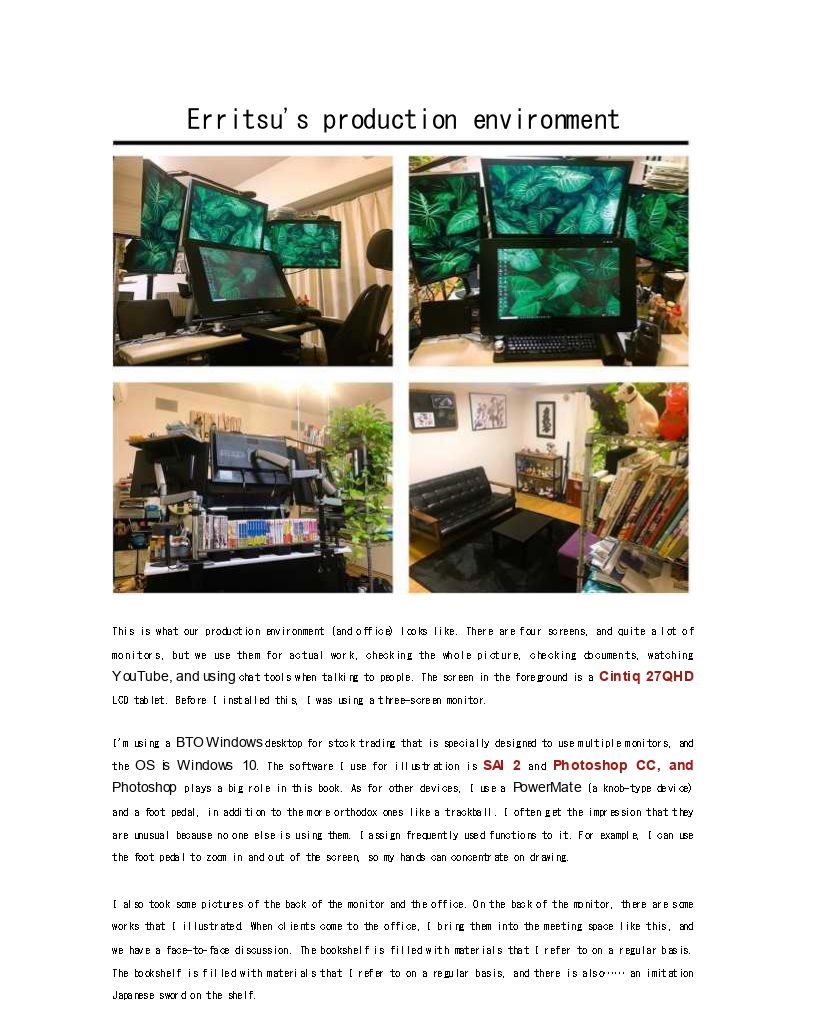 Erritsu's production environment
This is what our production environment (and office) looks like. There are four screens, and quite a lot of
monitors, but we use them for actual work, checking the whole picture, checking documents, watching
YouTube, and using chat tools when talking to people. The screen in the foreground is a Cintiq 27QHD
LCD tablet. Before I installed this, I was using a three-screen monitor.
I'm using a BTO Windows desktop for stock trading that is specially designed to use multiple monitors, and
the OS is Windows 10. The software I use for illustration is SAI 2 and Photoshop CC, and
Photoshop plays a big role in this book. As for other devices, I use a PowerMate (a knob-type device)
and a foot pedal, in addition to the more orthodox ones like a trackball. I often get the impression that they
are unusual because no one else is using them. I assign frequently used functions to it. For example, I can use
the foot pedal to zoom in and out of the screen, so my hands can concentrate on drawing.
I also took some pictures of the back of the monitor and the office. On the back of the monitor, there are some
works that I illustrated. When clients come to the office, I bring them into the meeting space like this, and
we have a face-to-face discussion. The bookshelf is filled with materials that I refer to on a regular basis.
The bookshelf is filled with materials that I refer to on a regular basis, and there is also…… an imitation
Japanese sword on the shelf.